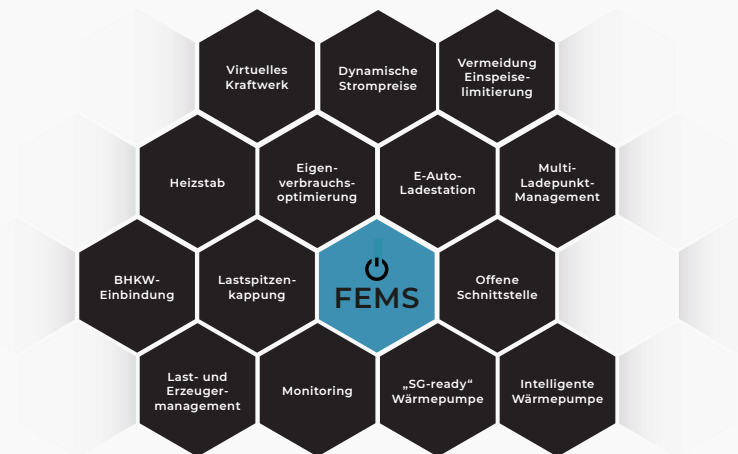 Virtuelles
Kraftwerk
Dynamische
Strompreise
Vermeidung
Einspeise-
limitierung
Heizstab
Eigen-
verbrauchs-
optimierung
E-Auto-
Ladestation
Multi-
Ladepunkt-
Management
BHKW-
Einbindung
Lastspitzen-
kappung
FEMS
Offene
Schnittstelle
Last- und
Erzeuger-
management
Monitoring
„SG-ready“
Wärmepumpe
Intelligente
Wärmepumpe